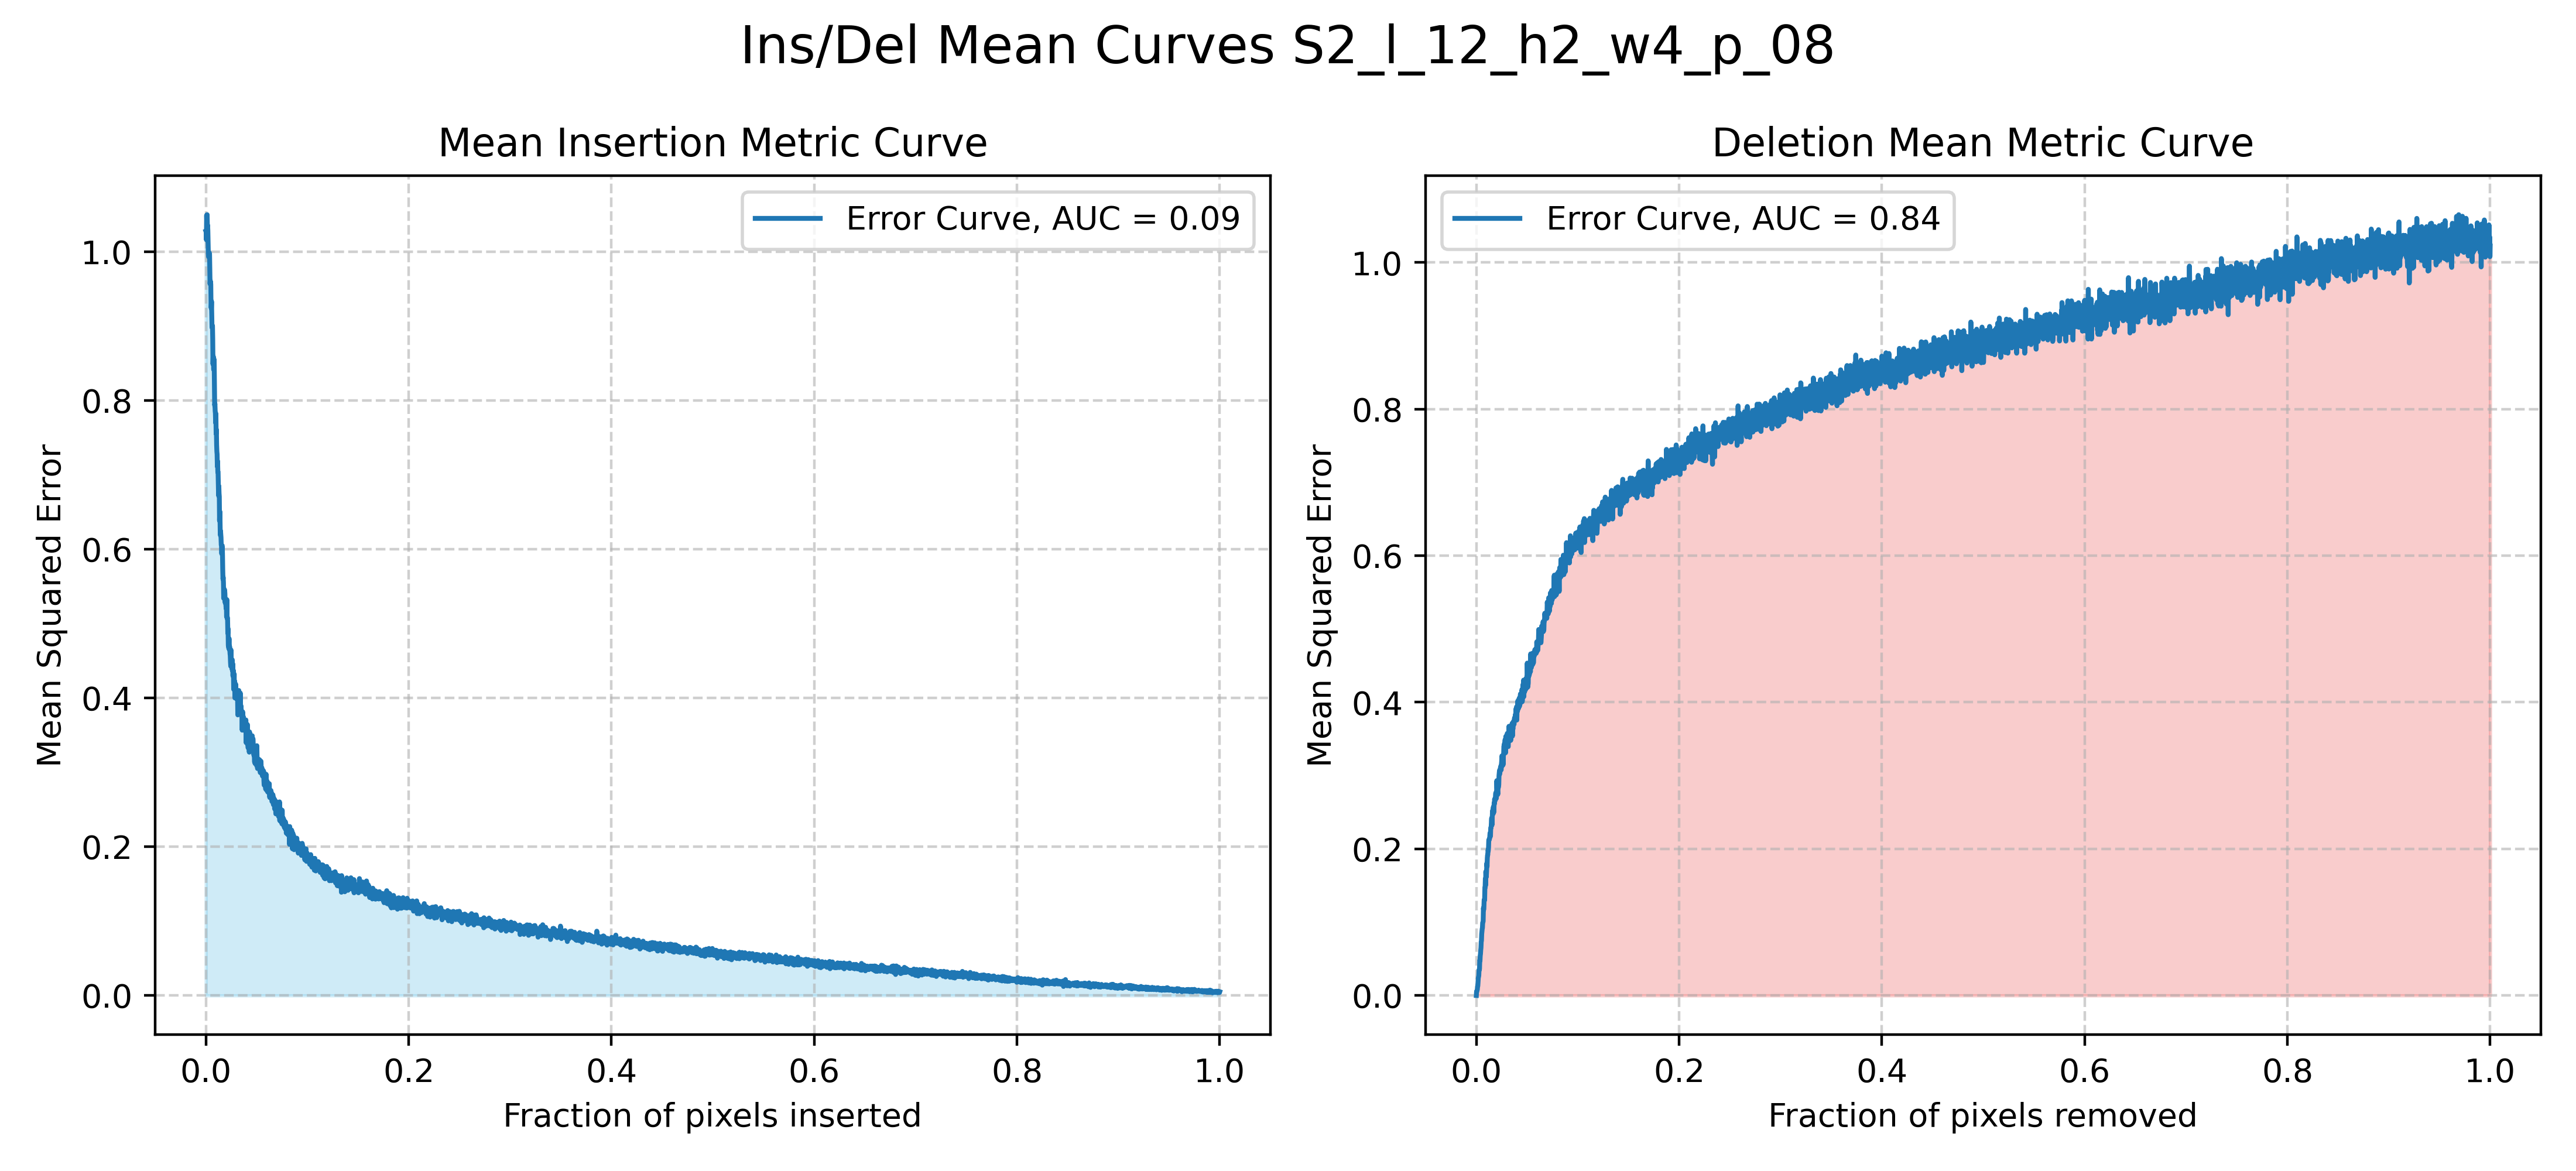 Ins/Del Mean Curves S2_l_12_h2_w4_p_08
Mean Insertion Metric Curve
Error Curve, AUC = 0.09
Mean Squared Error
1.0
0.8
0.6
0.4
0.2
0.0
0.0 0.2 0.4 0.6 0.8 1.0
Fraction of pixels inserted
Deletion Mean Metric Curve
Error Curve, AUC = 0.84
Mean Squared Error
1.0
0.8
0.6
0.4
0.2
0.0
0.0 0.2 0.4 0.6 0.8 1.0
Fraction of pixels removed